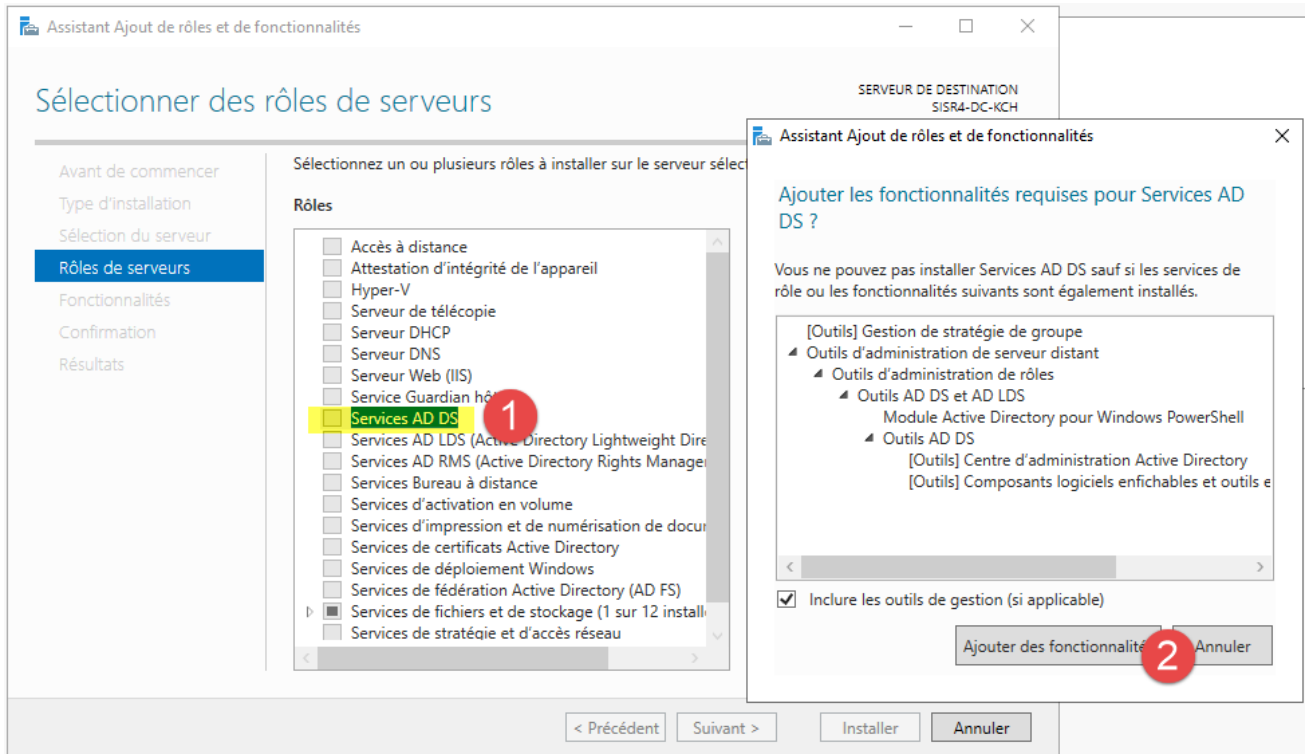 Assistant Ajout de rôles et de fonctionnalités
Sélectionner des rôles de serveurs
SERVEUR DE DESTINATION
SISR4-DC-KCH
Avant de commencer
Type d'installation
Sélection du serveur
Rôles de serveurs
Fonctionnalités
Confirmation
Résultats
Sélectionnez un ou plusieurs rôles à installer sur le serveur sélec
Rôles
Accès à distance
Attestation d'intégrité de l'appareil
Hyper-V
Serveur de télécopie
Serveur DHCP
Serveur DNS
Serveur Web (IIS)
Service Guardian hô
Services AD DS
1
Services AD LDS (Active Directory Lightweight Dire
Services AD RMS (Active Directory Rights Manage
Services Bureau à distance
Services d'activation en volume
Services d'impression et de numérisation de docu
Services de certificats Active Directory
Services de déploiement Windows
Services de fédération Active Directory (AD FS)
Services de fichiers et de stockage (1 sur 12 install
Services de stratégie et d'accès réseau
< Précédent
Suivant >
Installer
Annuler
Assistant Ajout de rôles et de fonctionnalités
Ajouter les fonctionnalités requises pour Services AD
DS ?
Vous ne pouvez pas installer Services AD DS sauf si les services de
rôle ou les fonctionnalités suivants sont également installés.
[Outils] Gestion de stratégie de groupe
Outils d'administration de serveur distant
Outils d'administration de rôles
Outils AD DS et AD LDS
Module Active Directory pour Windows PowerShell
Outils AD DS
[Outils] Centre d'administration Active Directory
[Outils] Composants logiciels enfichables et outils e
Inclure les outils de gestion (si applicable)
Ajouter des fonctionnalité
2
Annuler